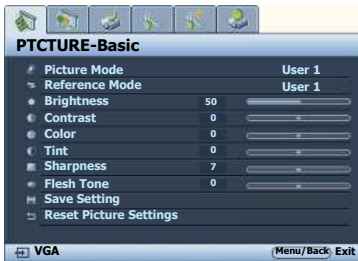 PTCTURE-Basic
Picture Mode User 1
Reference Mode User 1
Brightness 50
Contrast 0
Color 0
Tint 0
Sharpness 7
Flesh Tone 0
Save Setting
Reset Picture Settings
VGA Menu/Back Exit